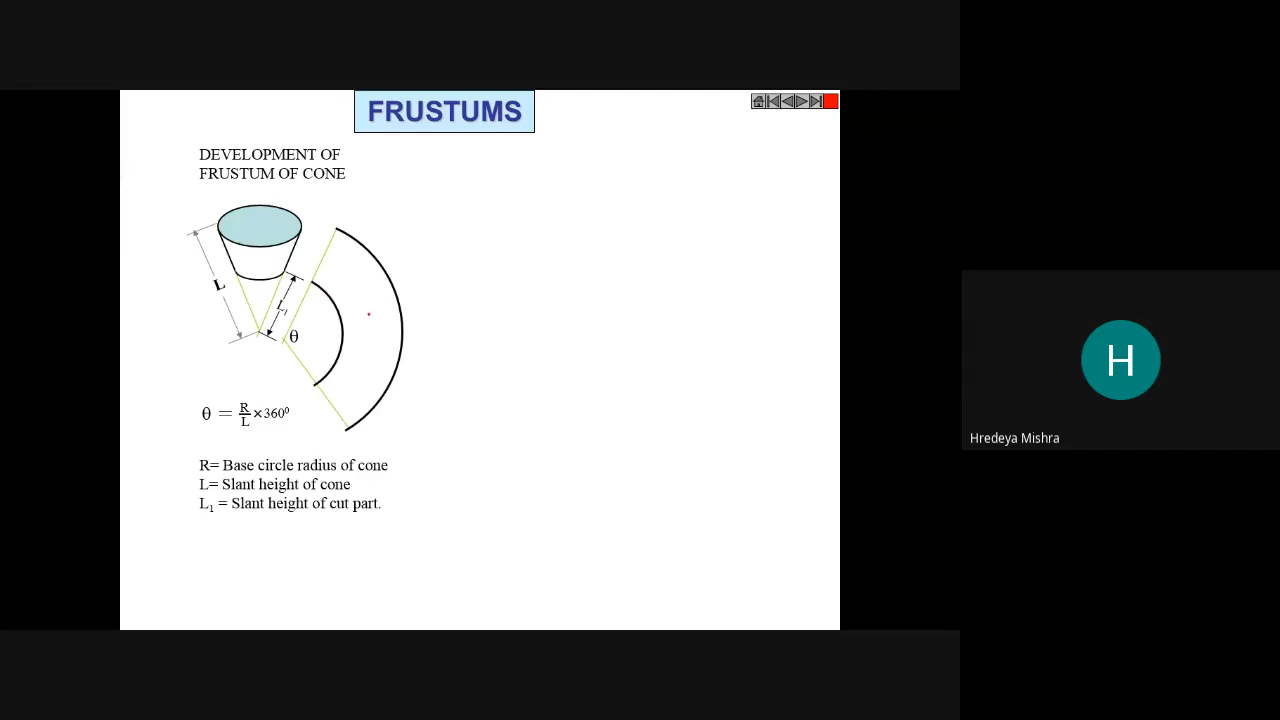 FRUSTUMS
DEVELOPMENT OF
FRUSTUM OF CONE
L
L₁
θ
θ = R/L ×360⁰
R= Base circle radius of cone
L= Slant height of cone
L₁ = Slant height of cut part.
H
Hredeya Mishra